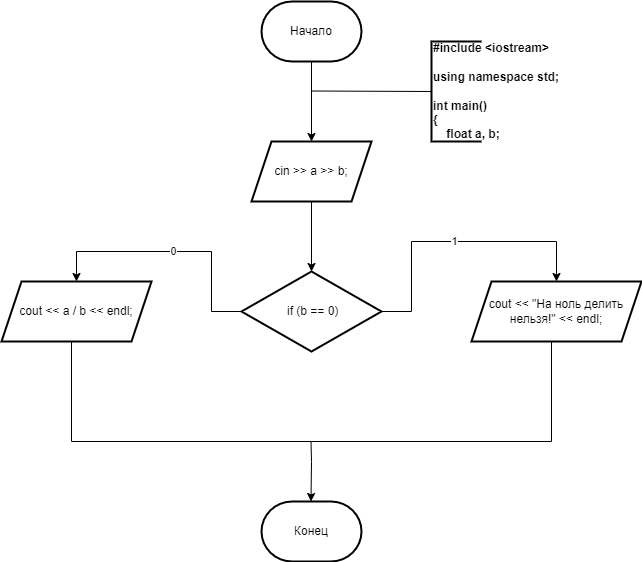 Начало
#include <iostream>
using namespace std;
int main()
{
float a, b;
cin >> a >> b;
0
1
cout << a / b << endl;
if (b == 0)
cout << "На ноль делить
нельзя!" << endl;
Конец